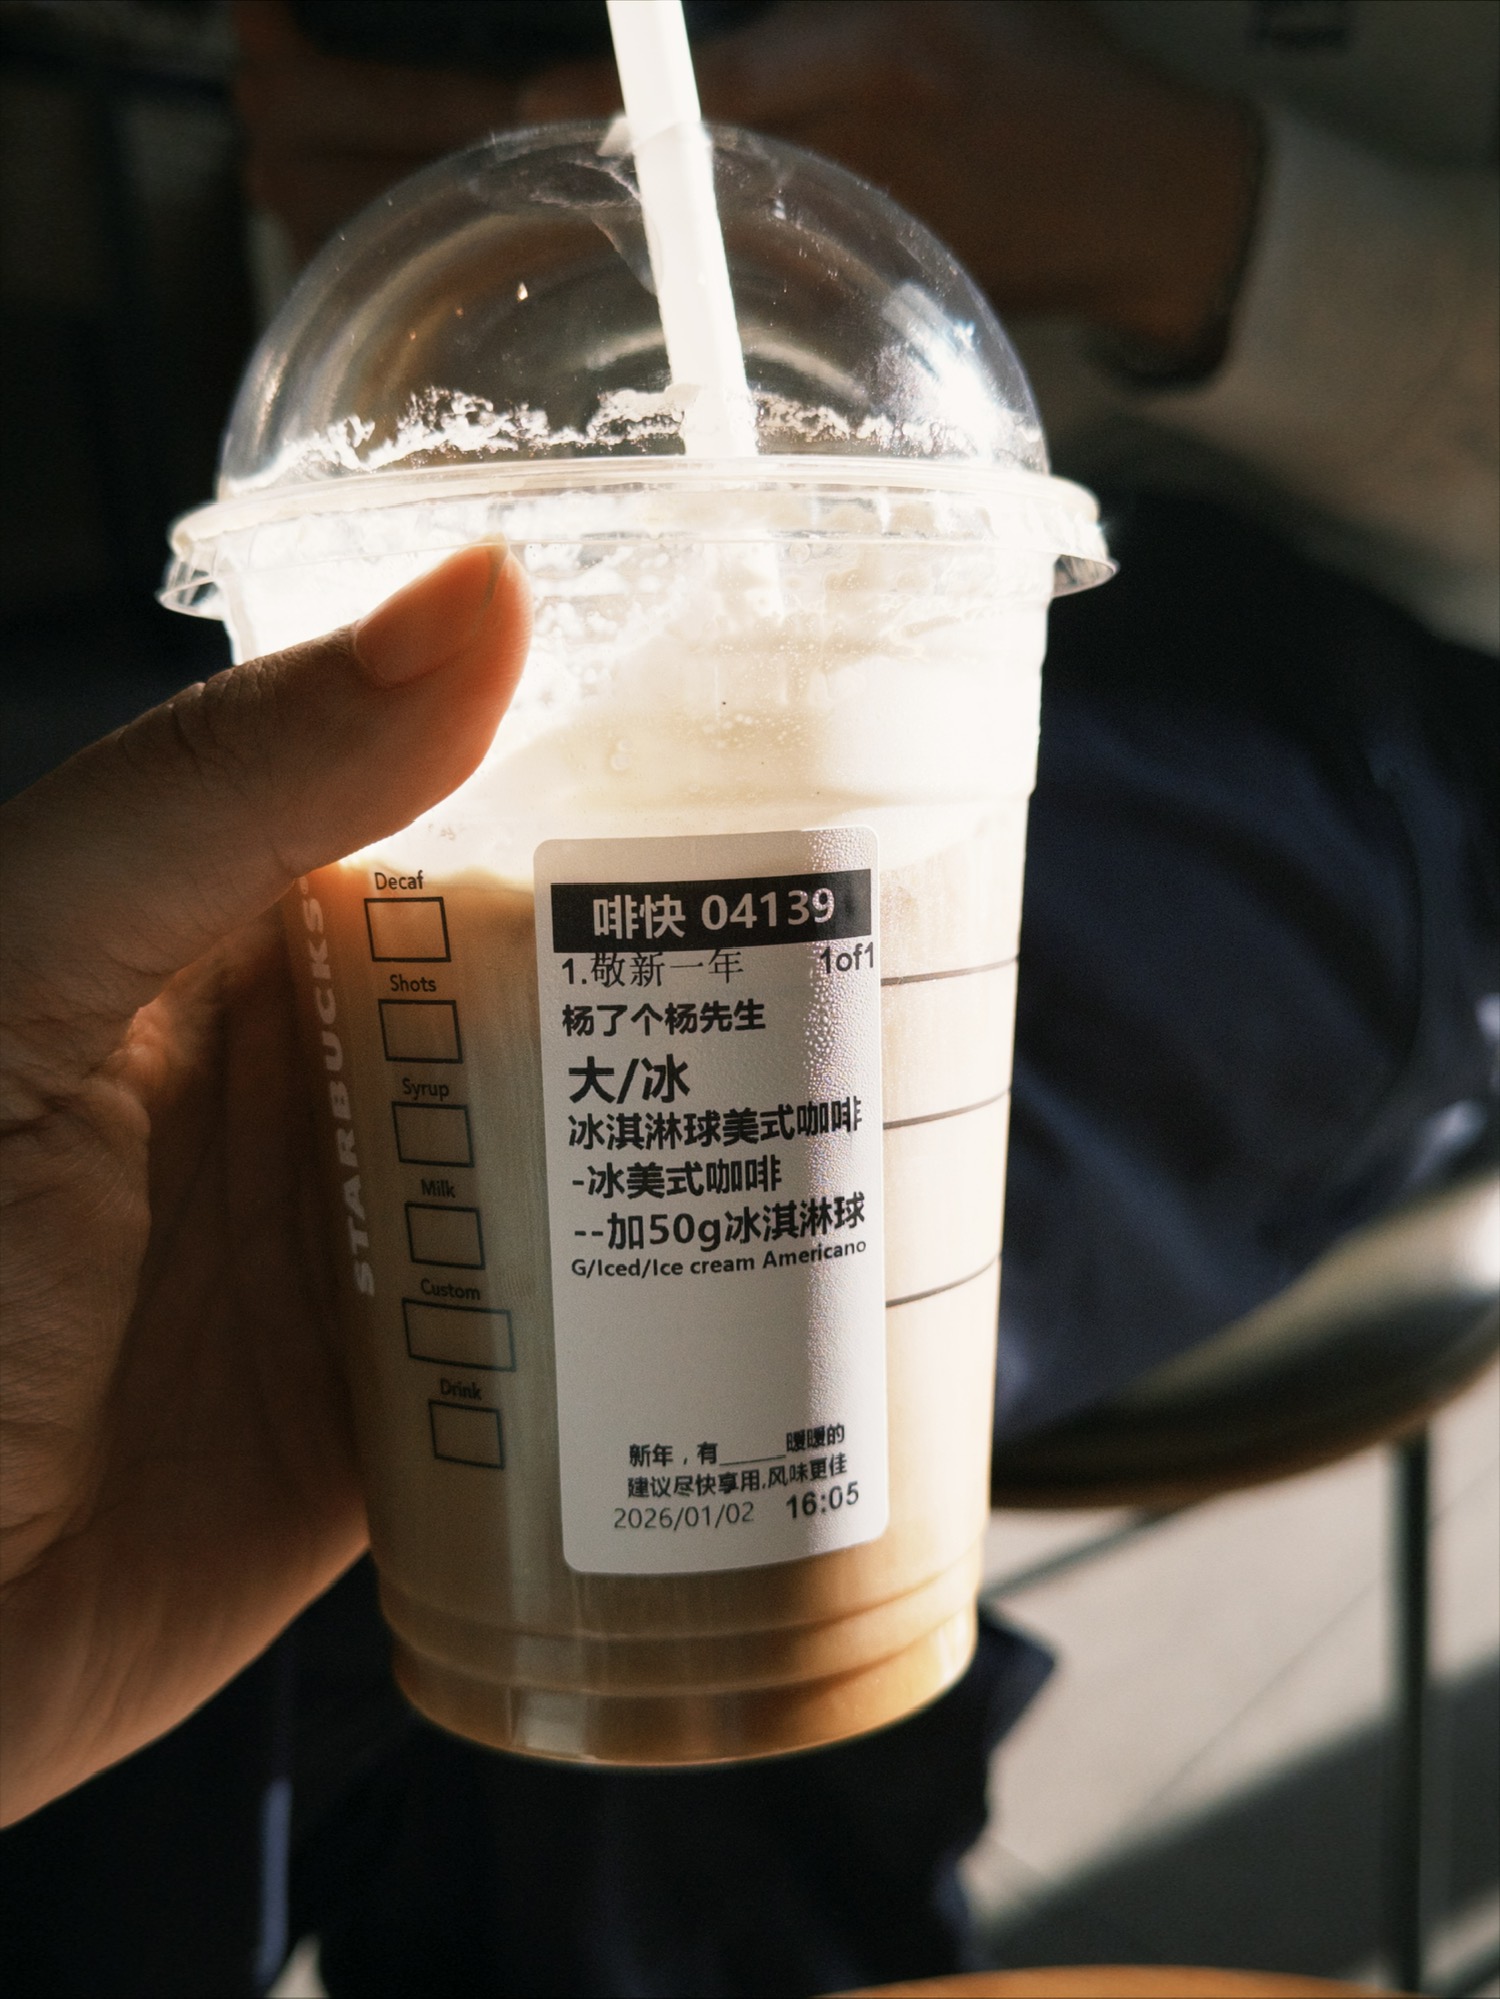 STARBUCKS
Decaf
Shots
Syrup
Milk
Custom
Drink
啡快 04139
1.敬新一年 1of1
杨了个杨先生
大/冰
冰淇淋球美式咖啡
-冰美式咖啡
--加50g冰淇淋球
G/Iced/Ice cream Americano
新年，有______暖暖的
建议尽快享用,风味更佳
2026/01/02 16:05